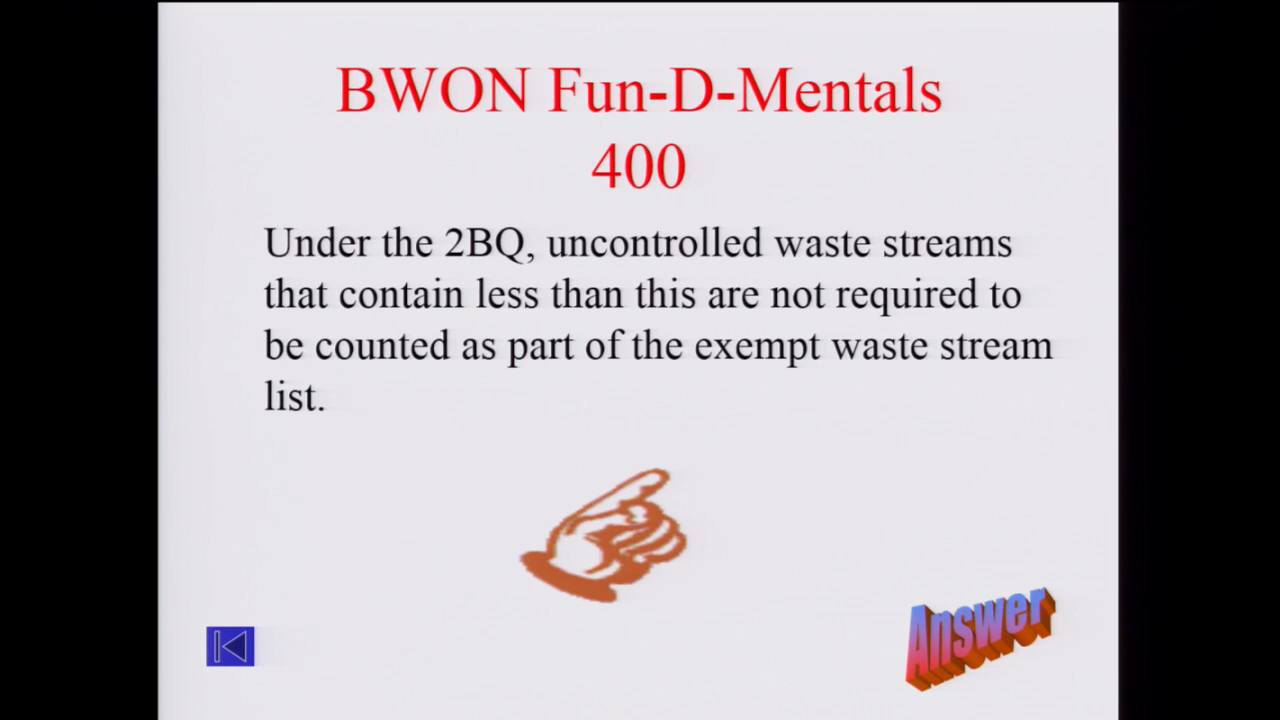 BWON Fun-D-Mentals
400
Under the 2BQ, uncontrolled waste streams
that contain less than this are not required to
be counted as part of the exempt waste stream
list.
Answer